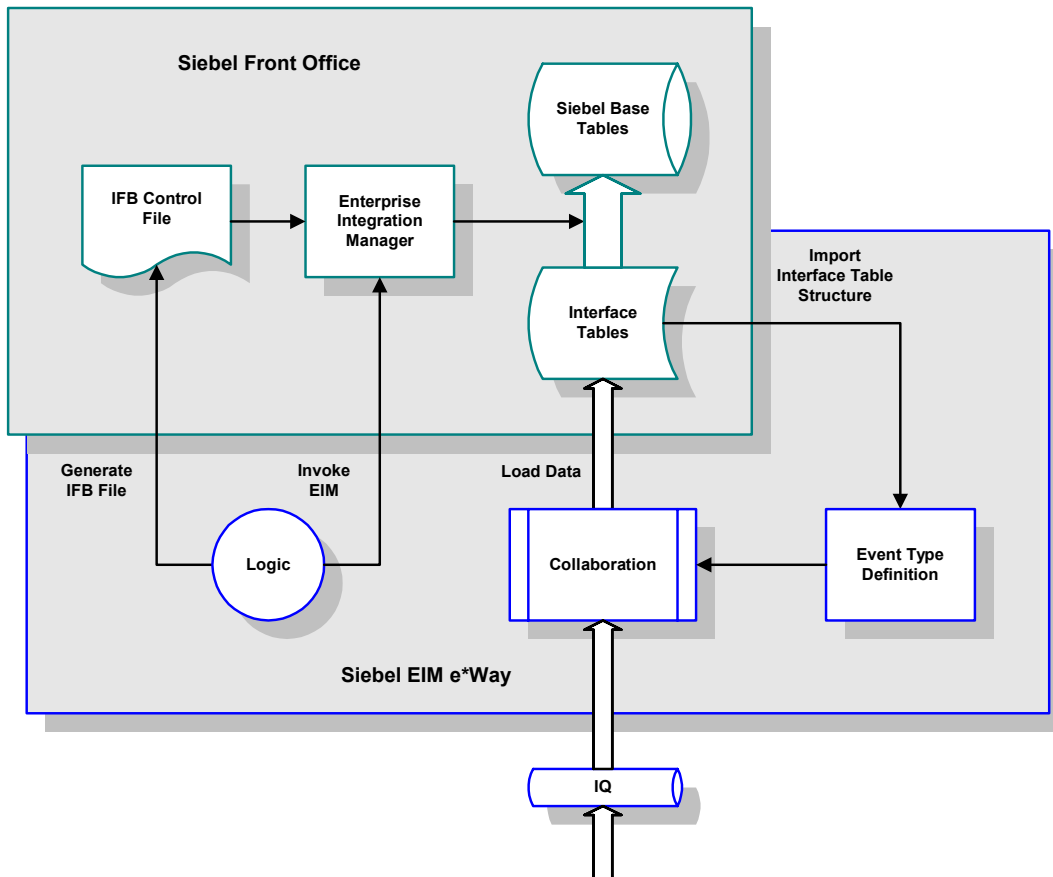 Siebel Front Office
Siebel Base
Tables
IFB Control
File
Enterprise
Integration
Manager
Import
Interface Table
Structure
Interface
Tables
Generate
IFB File
Invoke
EIM
Load Data
Logic
Collaboration
Event Type
Definition
Siebel EIM e*Way
IQ